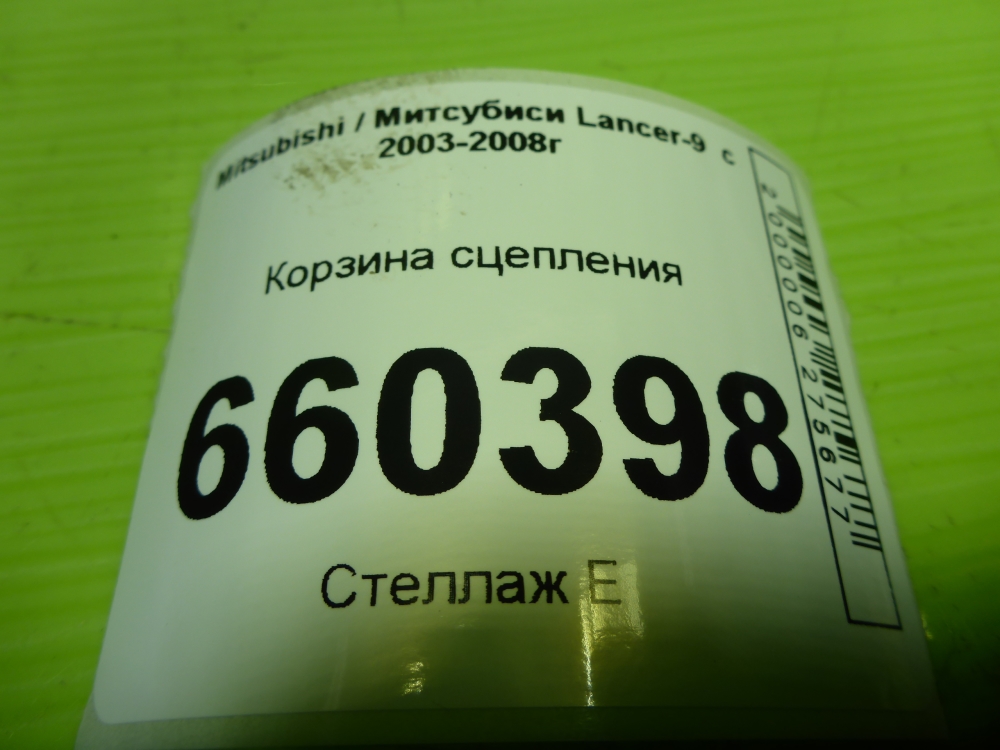 Mitsubishi / Митсубиси Lancer-9 с
2003-2008г
Корзина сцепления
660398
Стеллаж Е
2000006275677